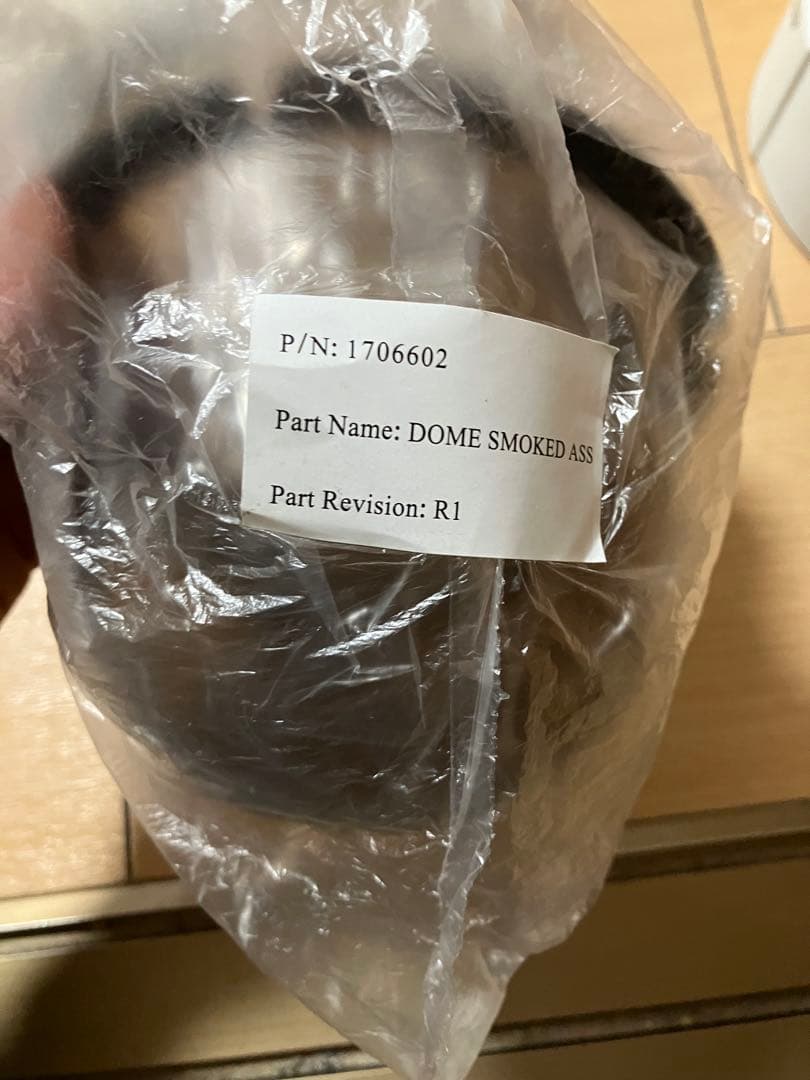 P/N: 1706602
Part Name: DOME SMOKED ASS
Part Revision: R1